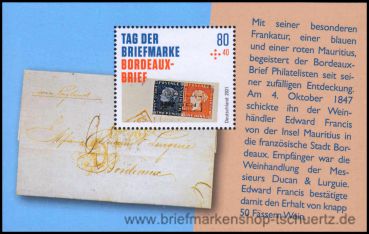 TAG DER
BRIEFMARKE
BORDEAUX-
BRIEF
80
+40
Deutschland 2021
Mit seiner besonderen
Frankatur, einer blauen
und einer roten Mauritius,
begeistert der Bordeaux-
Brief Philatelisten seit sei-
ner zufälligen Entdeckung.
Am 4. Oktober 1847
schickte ihn der Wein-
händler Edward Francis
von der Insel Mauritius in
die französische Stadt Bor-
deaux. Empfänger war die
Weinhandlung der Mes-
sieurs Ducan & Lurguie.
Edward Francis bestätigte
damit den Erhalt von knapp
50 Fässern Wein.
Bordeaux
www.briefmarkenshop-tschuertz.de